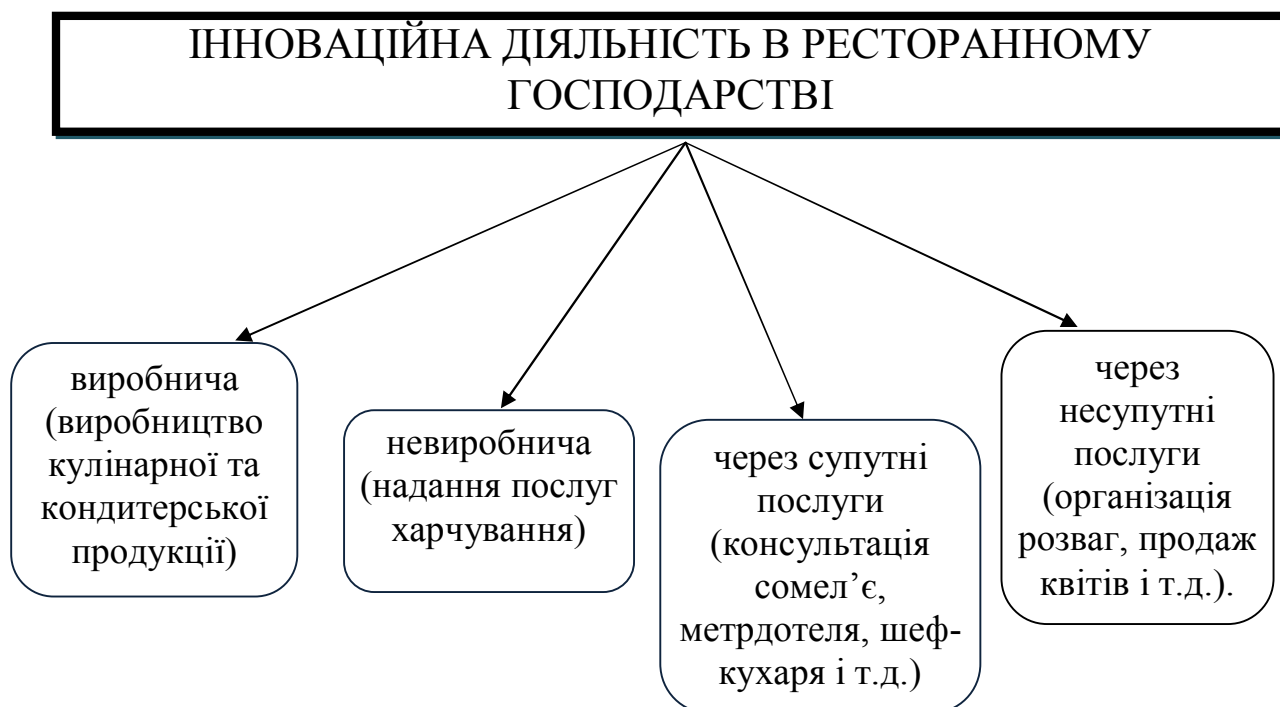 ІННОВАЦІЙНА ДІЯЛЬНІСТЬ В РЕСТОРАННОМУ
ГОСПОДАРСТВІ
виробнича
(виробництво
кулінарної та
кондитерської
продукції)
невиробнича
(надання послуг
харчування)
через супутні
послуги
(консультація
сомел’є,
метрдотеля, шеф-
кухаря і т.д.)
через
несупутні
послуги
(організація
розваг, продаж
квітів і т.д.).